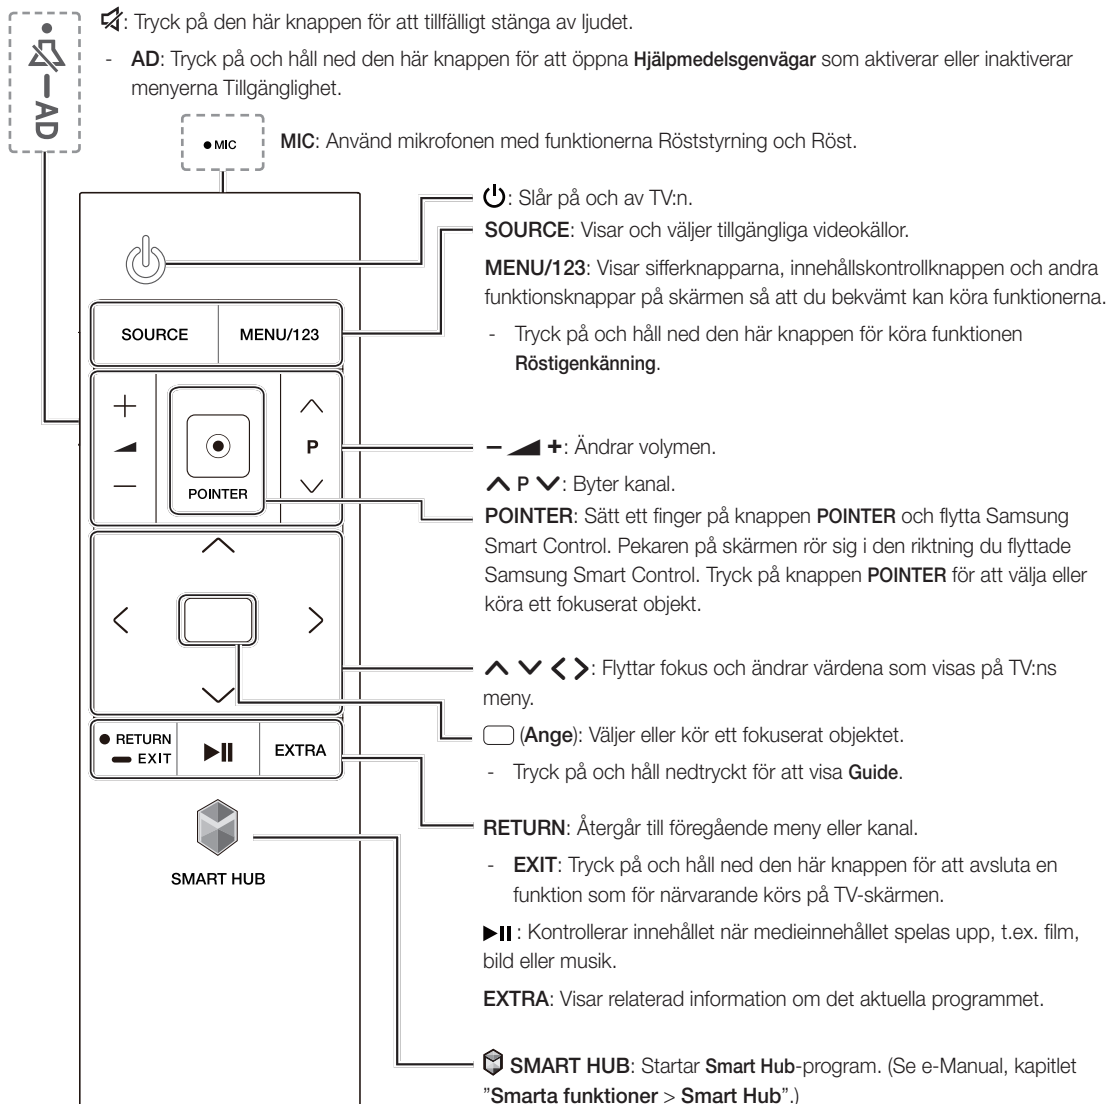 : Tryck på den här knappen för att tillfälligt stänga av ljudet.
- AD: Tryck på och håll ned den här knappen för att öppna Hjälpmedelsgenvägar som aktiverar eller inaktiverar
menyerna Tillgänglighet.
AD
MIC
MIC: Använd mikrofonen med funktionerna Röststyrning och Röst.
: Slår på och av TV:n.
SOURCE: Visar och väljer tillgängliga videokällor.
MENU/123: Visar sifferknapparna, innehållskontrollknappen och andra
funktionsknappar på skärmen så att du bekvämt kan köra funktionerna.
- Tryck på och håll ned den här knappen för köra funktionen
Röstigenkänning.
SOURCE
MENU/123
+
P
—
POINTER
− +: Ändrar volymen.
P : Byter kanal.
POINTER: Sätt ett finger på knappen POINTER och flytta Samsung
Smart Control. Pekaren på skärmen rör sig i den riktning du flyttade
Samsung Smart Control. Tryck på knappen POINTER för att välja eller
köra ett fokuserat objekt.
: Flyttar fokus och ändrar värdena som visas på TV:ns
meny.
(Ange): Väljer eller kör ett fokuserat objektet.
- Tryck på och håll nedtryckt för att visa Guide.
RETURN
EXIT
EXTRA
RETURN: Återgår till föregående meny eller kanal.
- EXIT: Tryck på och håll ned den här knappen för att avsluta en
funktion som för närvarande körs på TV-skärmen.
: Kontrollerar innehållet när medieinnehållet spelas upp, t.ex. film,
bild eller musik.
EXTRA: Visar relaterad information om det aktuella programmet.
SMART HUB
SMART HUB: Startar Smart Hub-program. (Se e-Manual, kapitlet
”Smarta funktioner > Smart Hub”.)